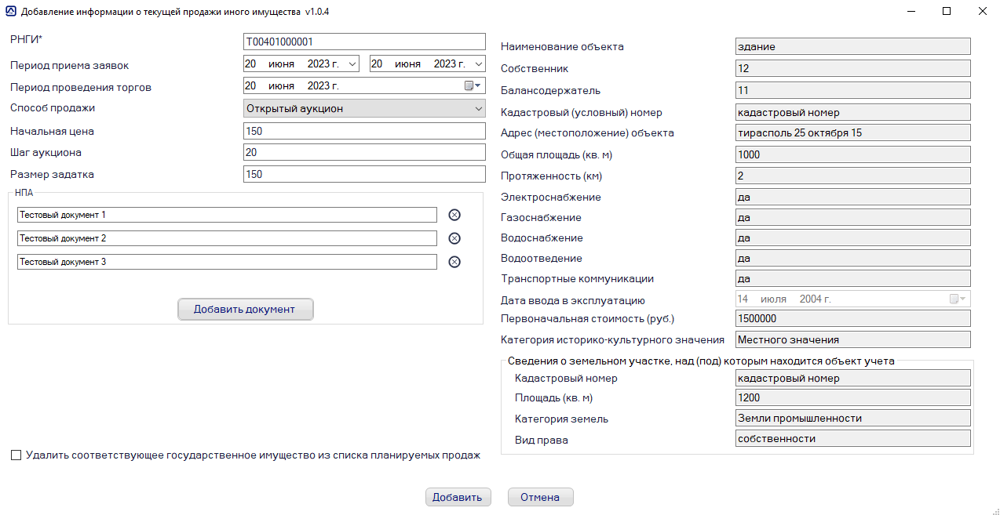 Добавление информации о текущей продажи иного имущества v1.0.4
РНГИ*
T00401000001
Период приема заявок
20 июня 2023 г.
20 июня 2023 г.
Период проведения торгов
20 июня 2023 г.
Способ продажи
Открытый аукцион
Начальная цена
150
Шаг аукциона
20
Размер задатка
150
НПА
Тестовый документ 1
Тестовый документ 2
Тестовый документ 3
Добавить документ
Удалить соответствующее государственное имущество из списка планируемых продаж
Наименование объекта
здание
Собственник
12
Балансодержатель
11
Кадастровый (условный) номер
кадастровый номер
Адрес (местоположение) объекта
тирасполь 25 октября 15
Общая площадь (кв. м)
1000
Протяженность (км)
2
Электроснабжение
да
Газоснабжение
да
Водоснабжение
да
Водоотведение
да
Транспортные коммуникации
да
Дата ввода в эксплуатацию
14 июля 2004 г.
Первоначальная стоимость (руб.)
1500000
Категория историко-культурного значения
Местного значения
Сведения о земельном участке, над (под) которым находится объект учета
Кадастровый номер
кадастровый номер
Площадь (кв. м)
1200
Категория земель
Земли промышленности
Вид права
собственности
Добавить
Отмена